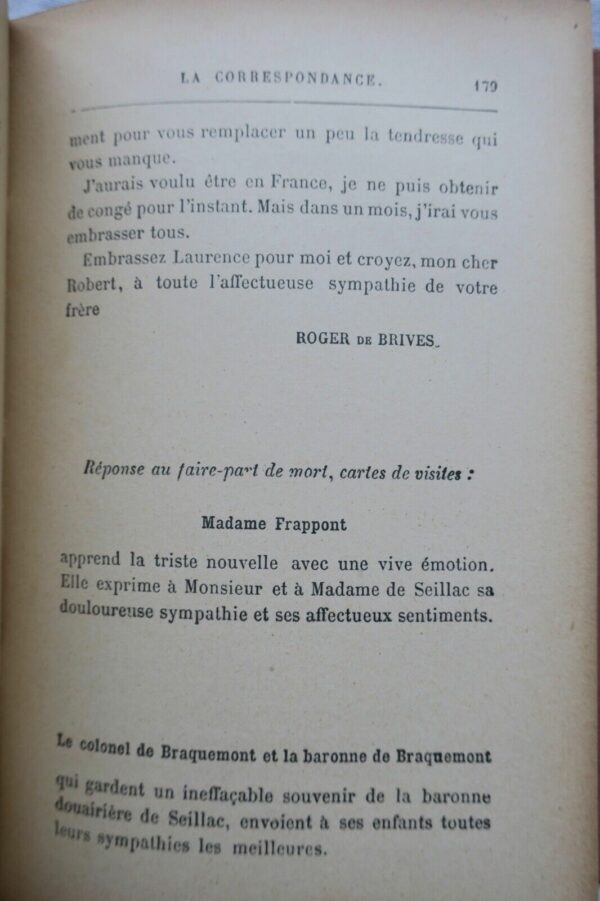 LA CORRESPONDANCE. 179
ment pour vous remplacer un peu la tendresse qui
vous manque.
J'aurais voulu être en France, je ne puis obtenir
de congé pour l'instant. Mais dans un mois, j'irai vous
embrasser tous.
Embrassez Laurence pour moi et croyez, mon cher
Robert, à toute l'affectueuse sympathie de votre
frère
ROGER DE BRIVES.
Réponse au faire-part de mort, cartes de visites :
Madame Frappont
apprend la triste nouvelle avec une vive émotion.
Elle exprime à Monsieur et à Madame de Seillac sa
douloureuse sympathie et ses affectueux sentiments.
Le colonel de Braquemont et la baronne de Braquemont
qui gardent un ineffaçable souvenir de la baronne
douairière de Seillac, envoient à ses enfants toutes
leurs sympathies les meilleures.